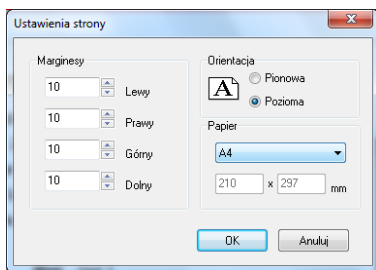 Ustawienia strony
Marginesy
10 Lewy
10 Prawy
10 Górny
10 Dolny
Orientacja
A
Pionowa
Pozioma
Papier
A4
210 x 297 mm
OK Anuluj